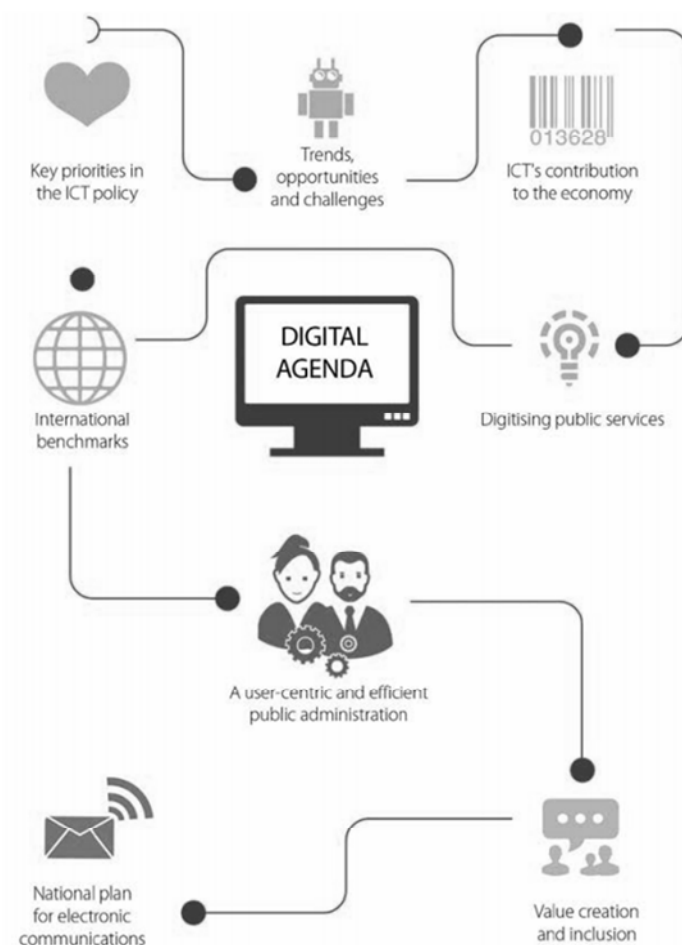 Key priorities in
the ICT policy
Trends,
opportunities
and challenges
013628
ICT's contribution
to the economy
DIGITAL
AGENDA
International
benchmarks
Digitising public services
A user-centric and efficient
public administration
National plan
for electronic
communications
Value creation
and inclusion